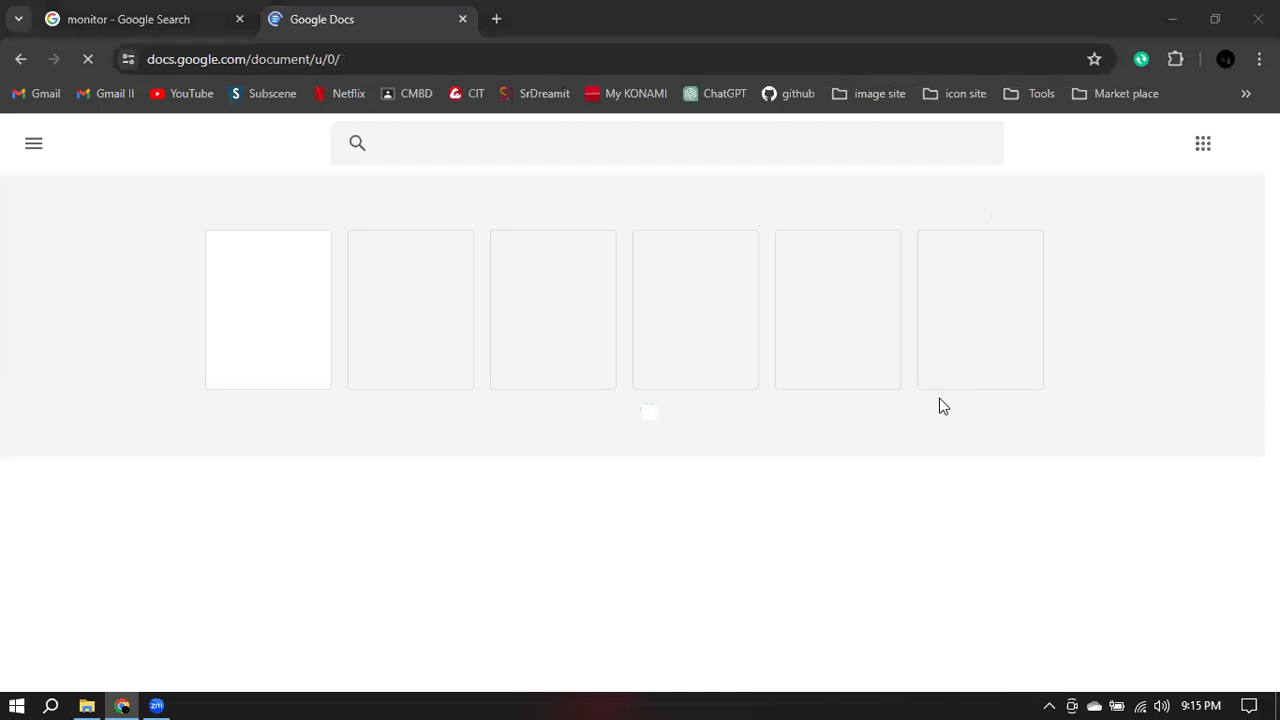 monitor - Google Search
Google Docs
docs.google.com/document/u/0/
Gmail
Gmail II
YouTube
Subscene
Netflix
CMBD
CIT
SrDreamit
My KONAMI
ChatGPT
github
image site
icon site
Tools
Market place
zm
9:15 PM